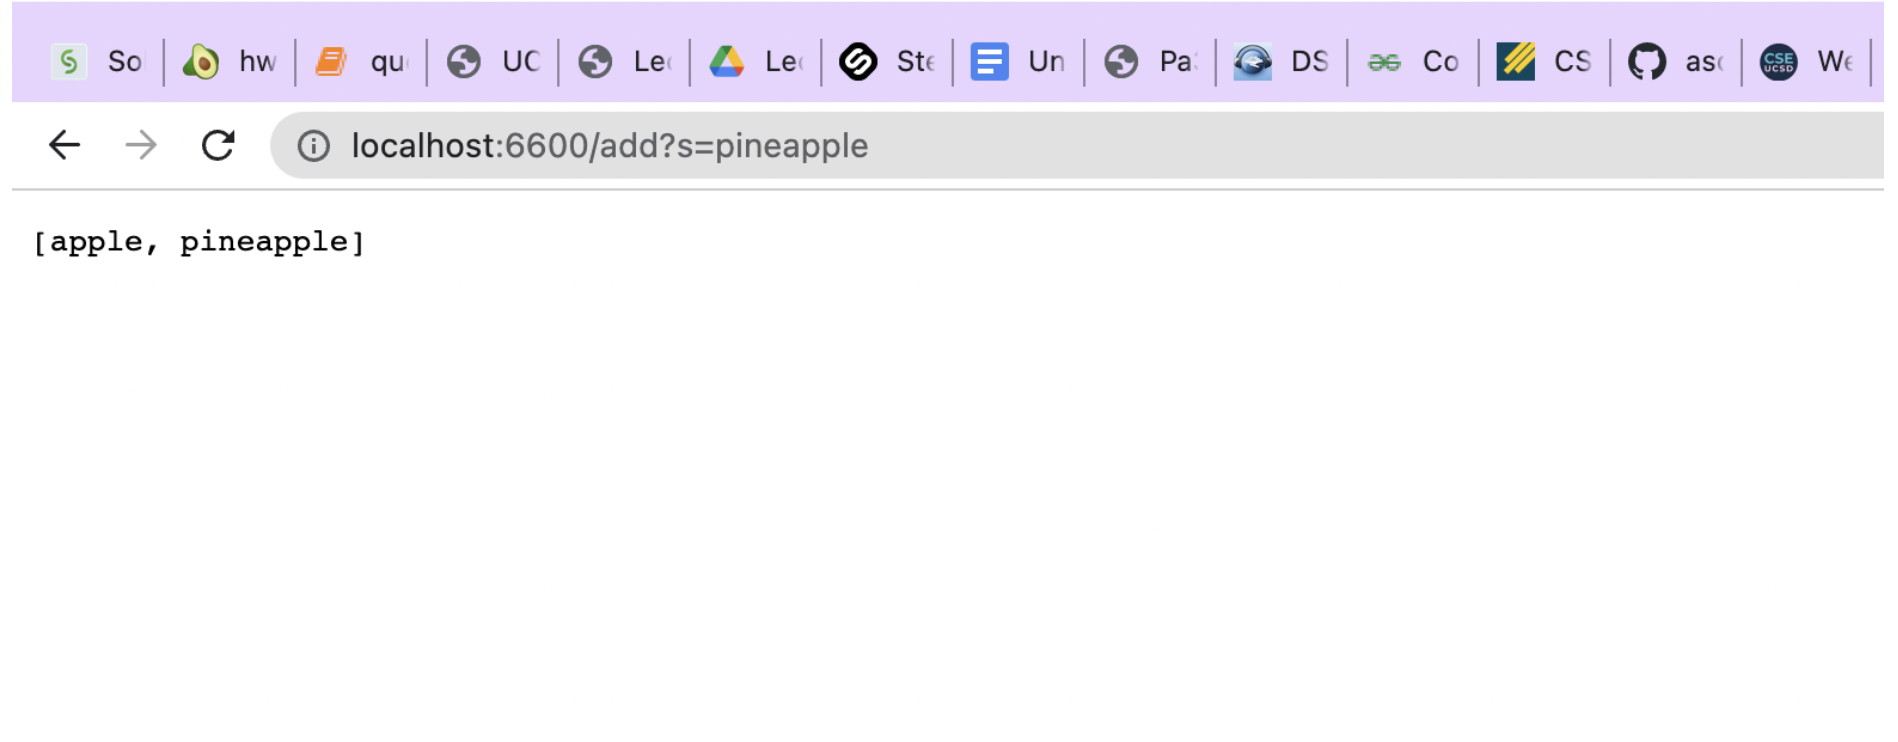 So hw qu UC Le Le Ste Un Pa DS Co CS as We
localhost:6600/add?s=pineapple
[apple, pineapple]